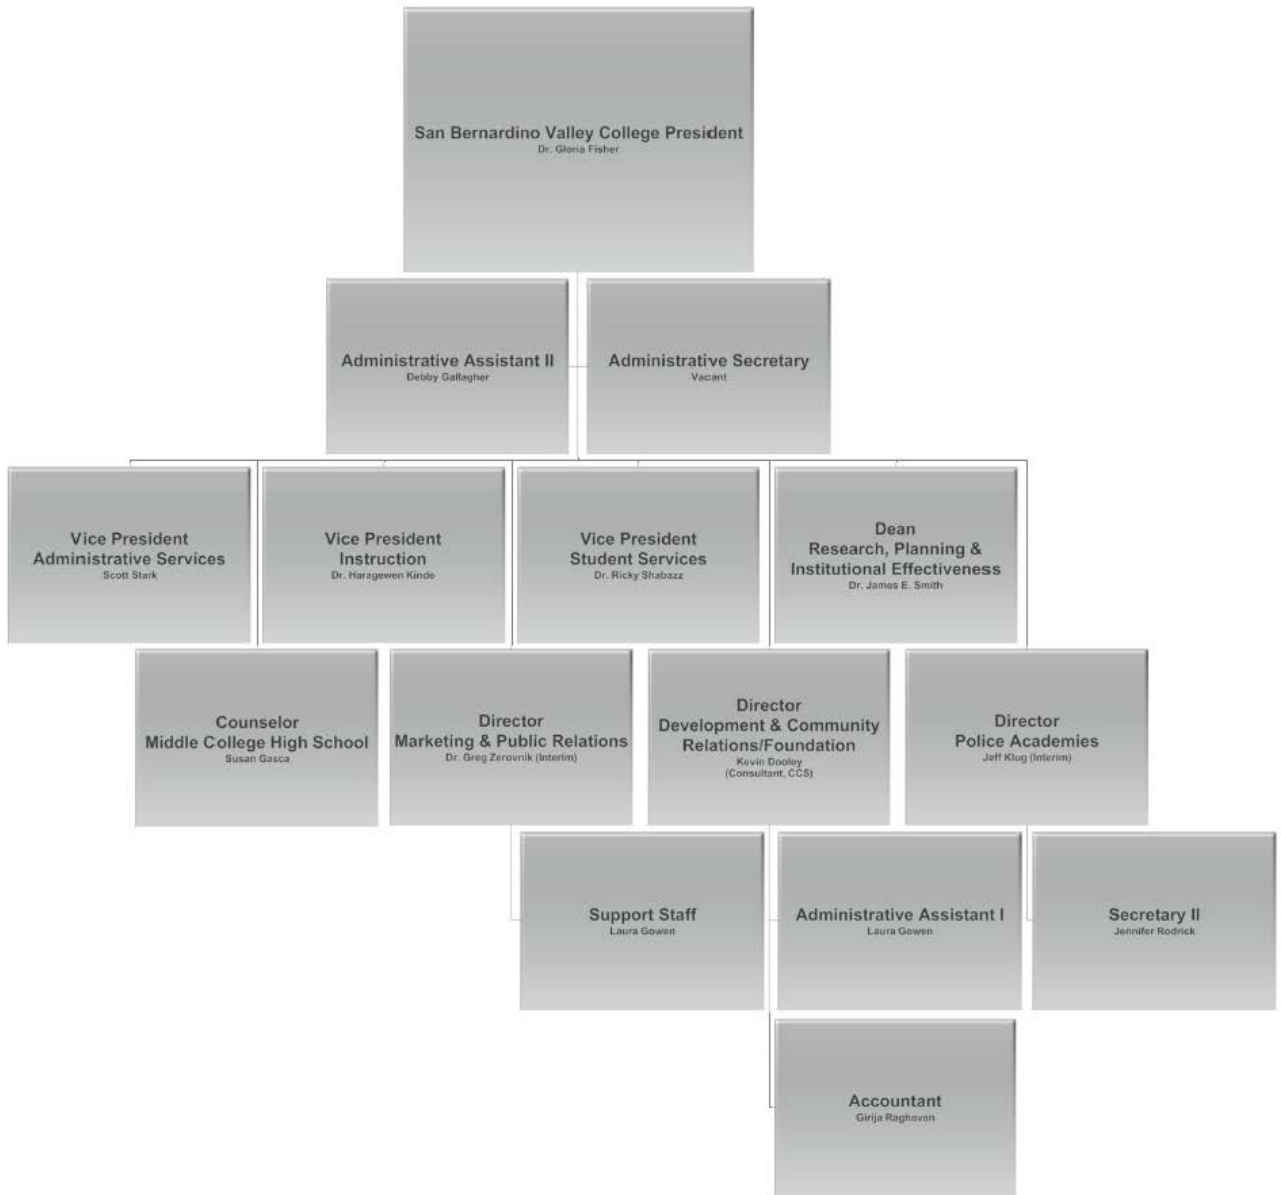 San Bernardino Valley College President
Dr. Gloria Fisher
Administrative Assistant II
Debby Gallagher
Administrative Secretary
Vacant
Vice President
Administrative Services
Scott Stark
Vice President
Instruction
Dr. Haragewen Kinde
Vice President
Student Services
Dr. Ricky Shabazz
Dean
Research, Planning &
Institutional Effectiveness
Dr. James E. Smith
Counselor
Middle College High School
Susan Gasca
Director
Marketing & Public Relations
Dr. Greg Zerovnik (Interim)
Director
Development & Community
Relations/Foundation
Kevin Dooley
(Consultant, CCS)
Director
Police Academies
Jeff Klug (Interim)
Support Staff
Laura Gowen
Administrative Assistant I
Laura Gowen
Secretary II
Jennifer Rodrick
Accountant
Girija Raghavan